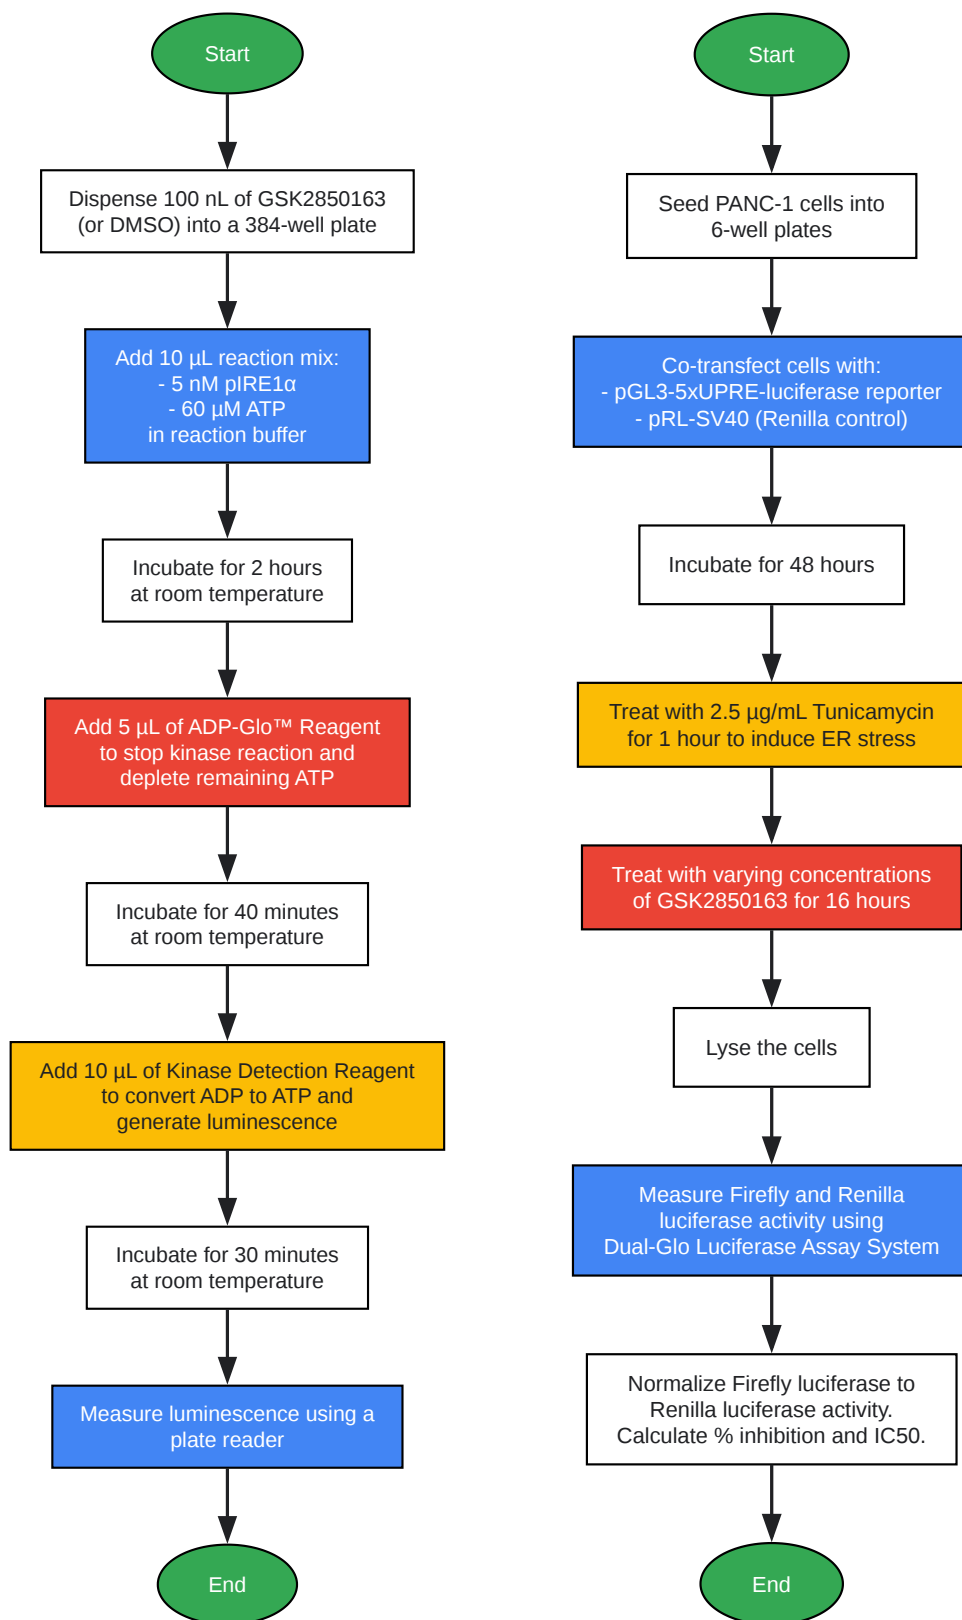 Start
Dispense 100 nL of GSK2850163
(or DMSO) into a 384-well plate
Add 10 µL reaction mix:
- 5 nM pIRE1α
- 60 µM ATP
in reaction buffer
Incubate for 2 hours
at room temperature
Add 5 µL of ADP-Glo™ Reagent
to stop kinase reaction and
deplete remaining ATP
Incubate for 40 minutes
at room temperature
Add 10 µL of Kinase Detection Reagent
to convert ADP to ATP and
generate luminescence
Incubate for 30 minutes
at room temperature
Measure luminescence using a
plate reader
End
Start
Seed PANC-1 cells into
6-well plates
Co-transfect cells with:
- pGL3-5xUPRE-luciferase reporter
- pRL-SV40 (Renilla control)
Incubate for 48 hours
Treat with 2.5 µg/mL Tunicamycin
for 1 hour to induce ER stress
Treat with varying concentrations
of GSK2850163 for 16 hours
Lyse the cells
Measure Firefly and Renilla
luciferase activity using
Dual-Glo Luciferase Assay System
Normalize Firefly luciferase to
Renilla luciferase activity.
Calculate % inhibition and IC50.
End